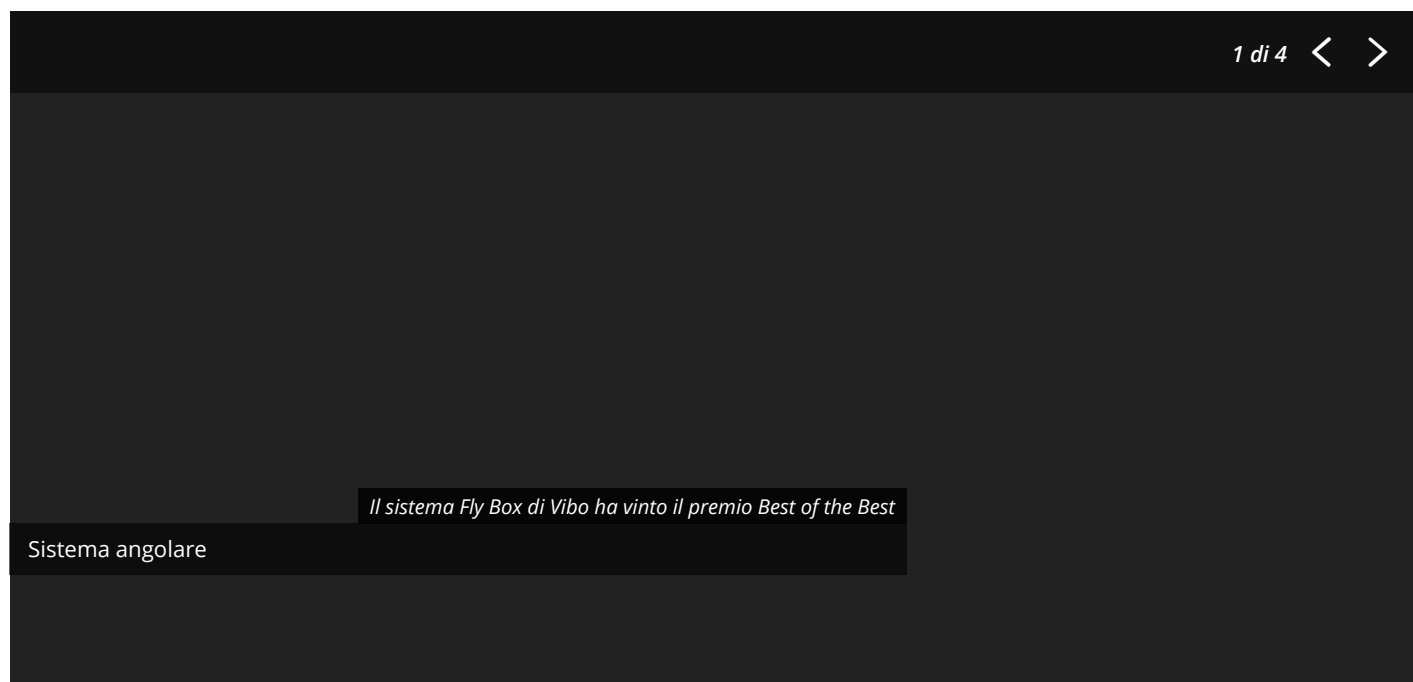 1 di 4
Il sistema Fly Box di Vibo ha vinto il premio Best of the Best
Sistema angolare